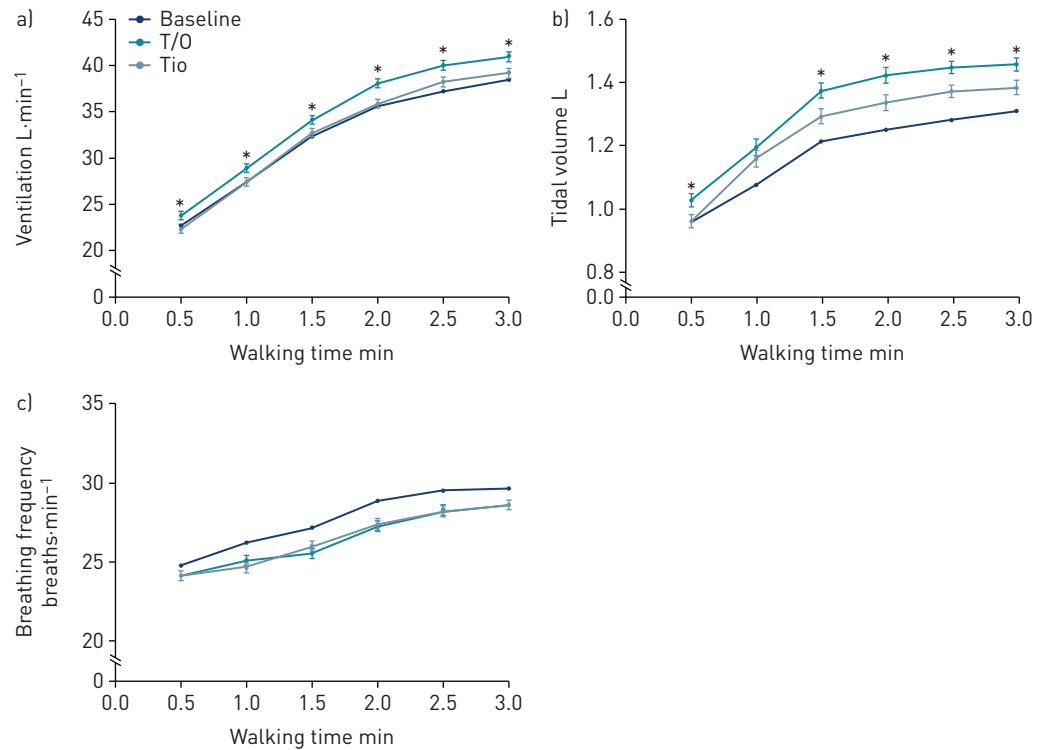 a)
Ventilation L·min−1
45
40
35
30
25
20
0
Baseline
T/O
Tio
* * * * * *
0.0 0.5 1.0 1.5 2.0 2.5 3.0
Walking time min
b)
Tidal volume L
1.6
1.4
1.2
1.0
0.8
0.0
* * * * *
0.0 0.5 1.0 1.5 2.0 2.5 3.0
Walking time min
c)
Breathing frequency
breaths·min−1
35
30
25
20
0
0.0 0.5 1.0 1.5 2.0 2.5 3.0
Walking time min